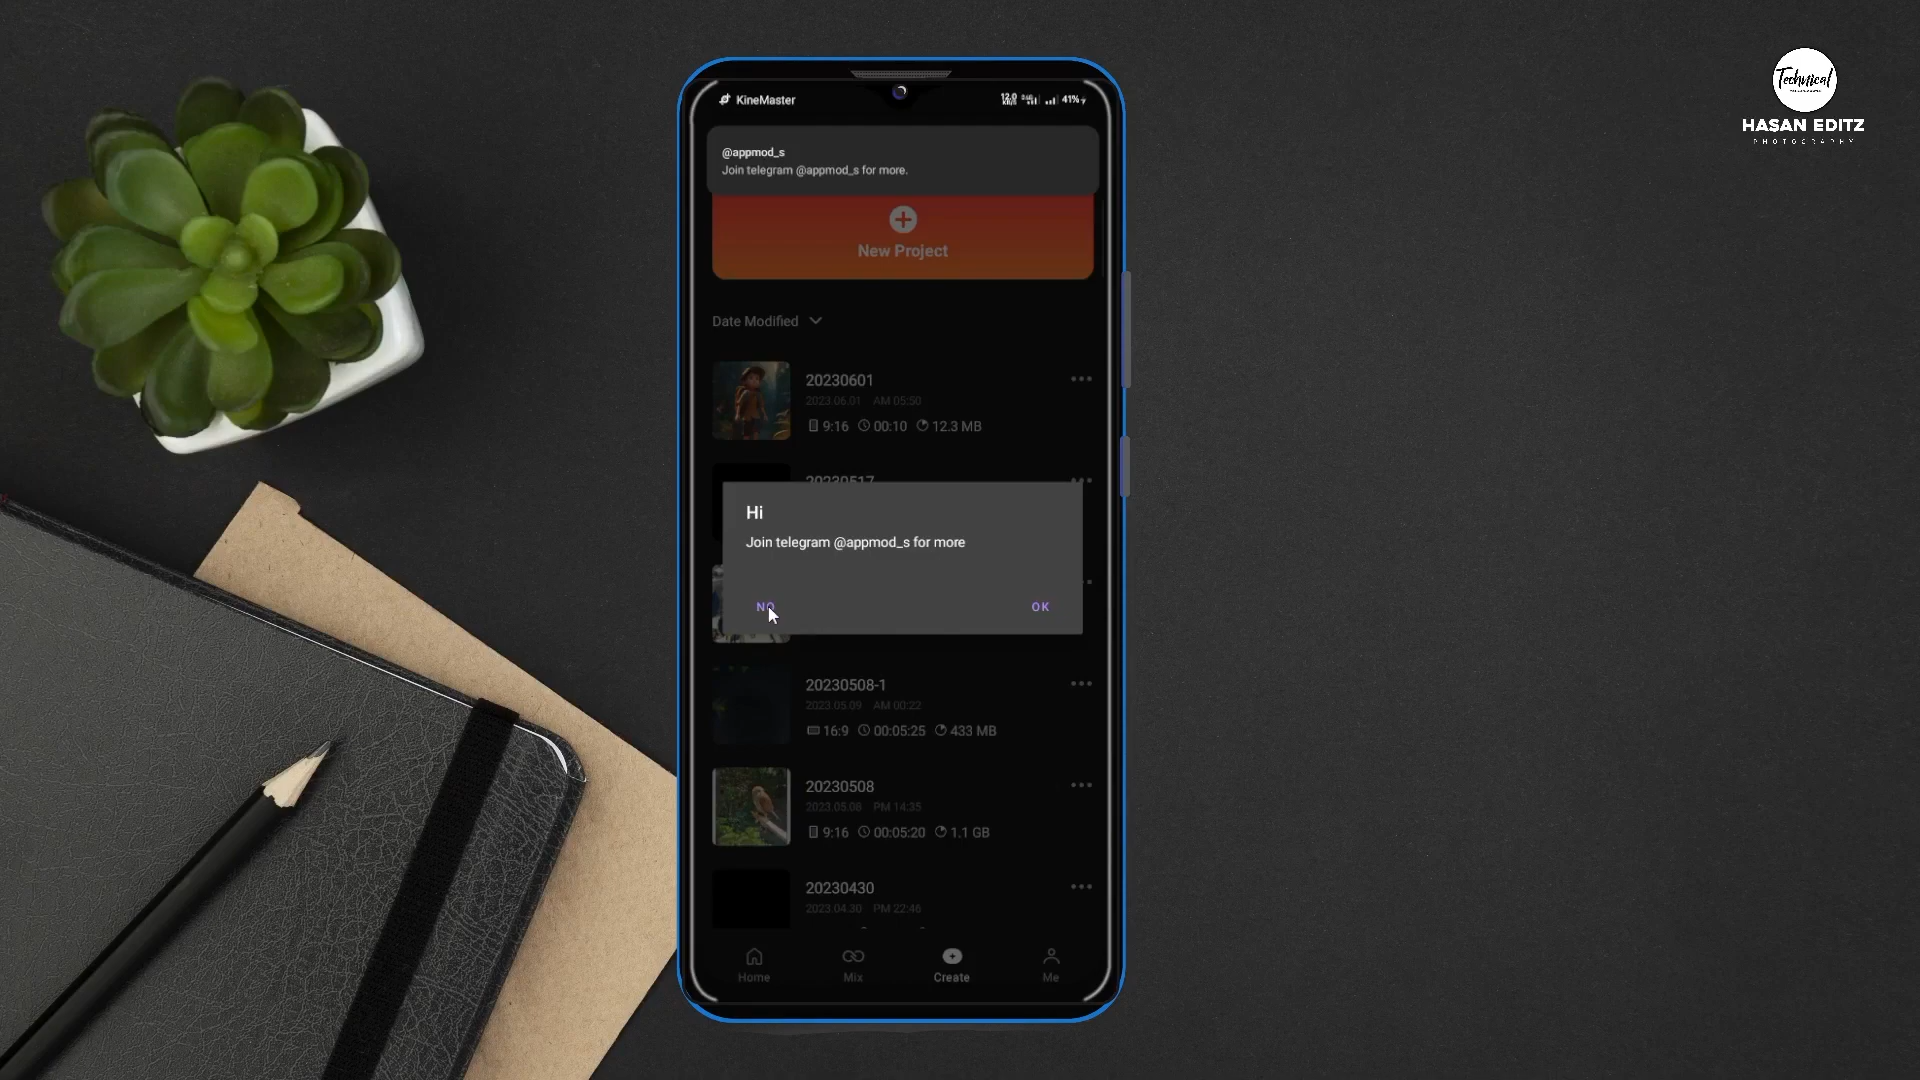 Technical
HASAN EDITZ
PHOTOGRAPHY
KineMaster
12.0
KB/S
41%
@appmod_s
Join telegram @appmod_s for more.
New Project
Date Modified
20230601
2023.06.01 AM 05:50
9:16 00:10 12.3 MB
20230517
Hi
Join telegram @appmod_s for more
NO
OK
20230508-1
2023.05.09 AM 00:22
16:9 00:05:25 433 MB
20230508
2023.05.08 PM 14:35
9:16 00:05:20 1.1 GB
20230430
2023.04.30 PM 22:46
Home
Mix
Create
Me